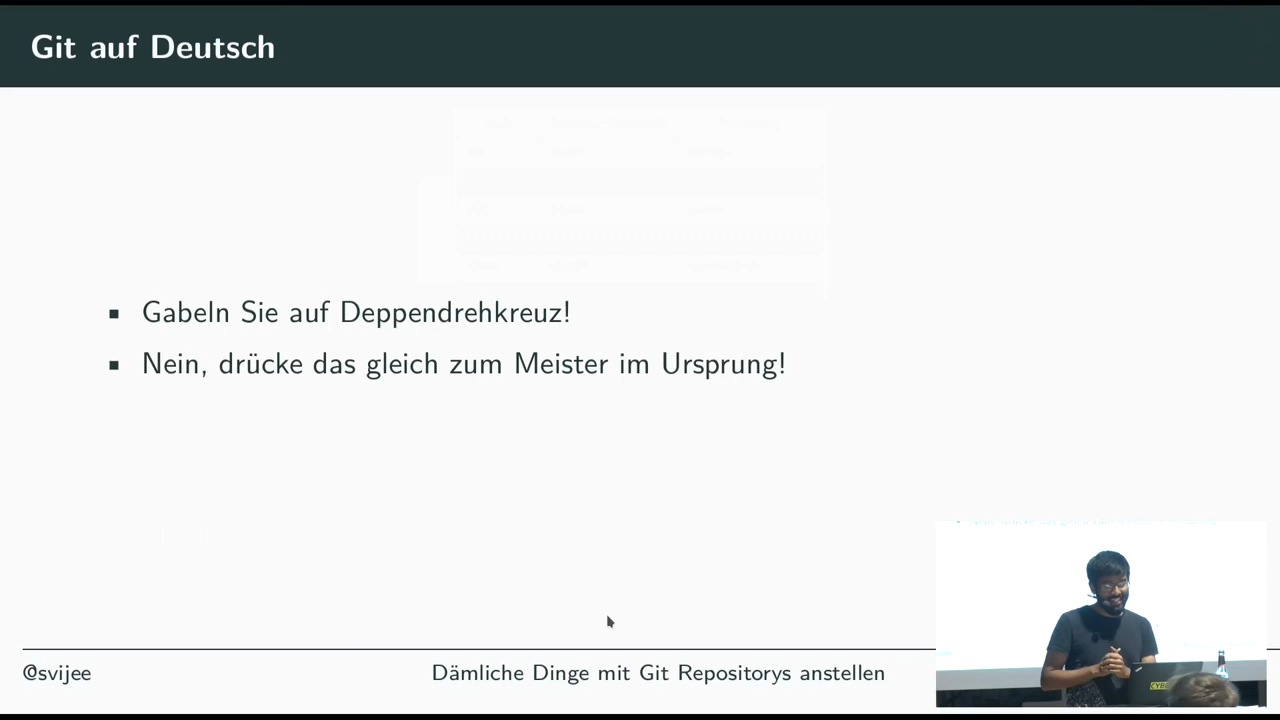 Git auf Deutsch
Gabeln Sie auf Deppendrehkreuz!
Nein, drücke das gleich zum Meister im Ursprung!
@svijee
Dämliche Dinge mit Git Repositorys anstellen